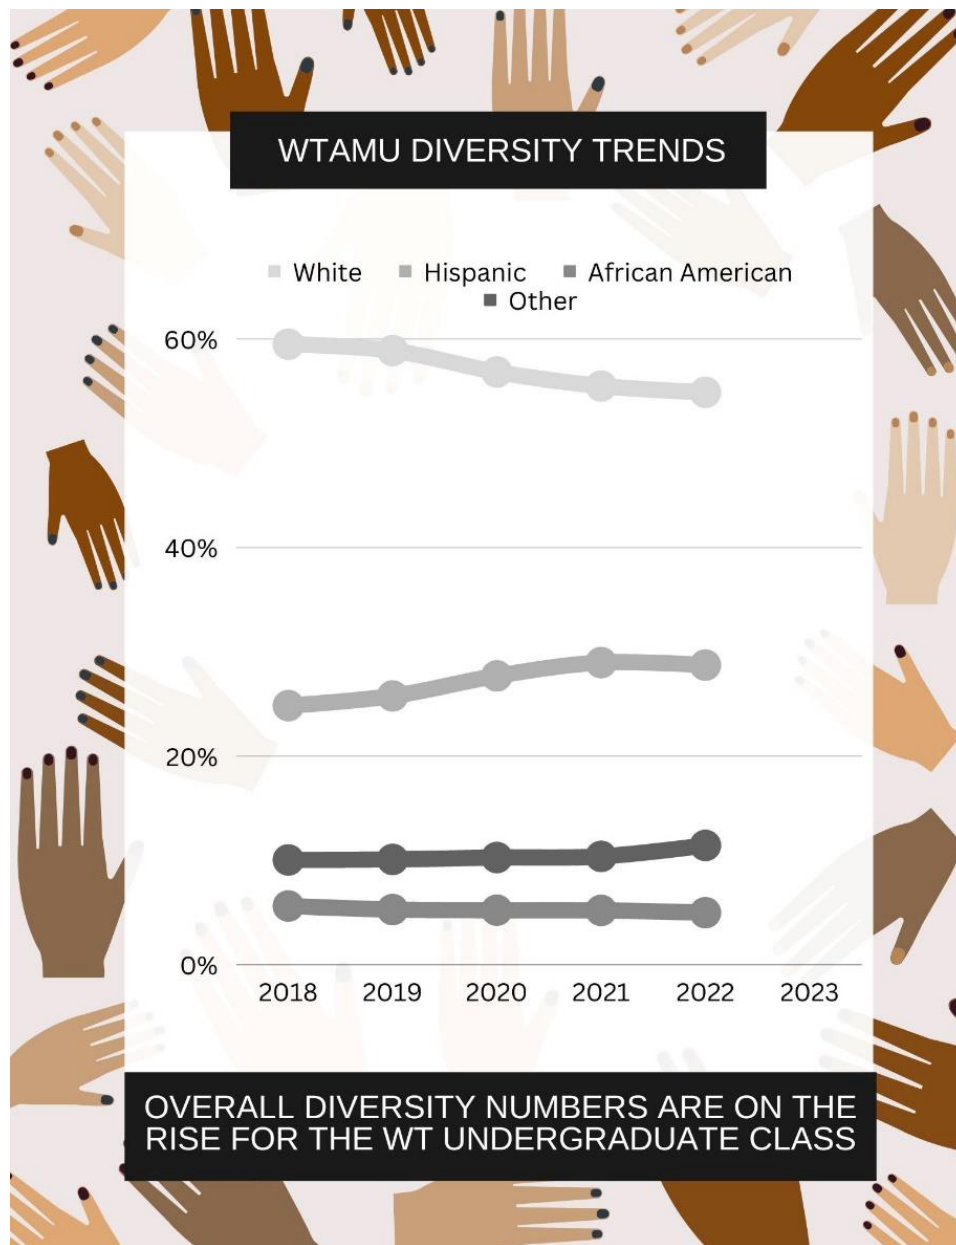 WTAMU DIVERSITY TRENDS
White Hispanic African American
Other
60%
40%
20%
0%
2018 2019 2020 2021 2022 2023
OVERALL DIVERSITY NUMBERS ARE ON THE
RISE FOR THE WT UNDERGRADUATE CLASS